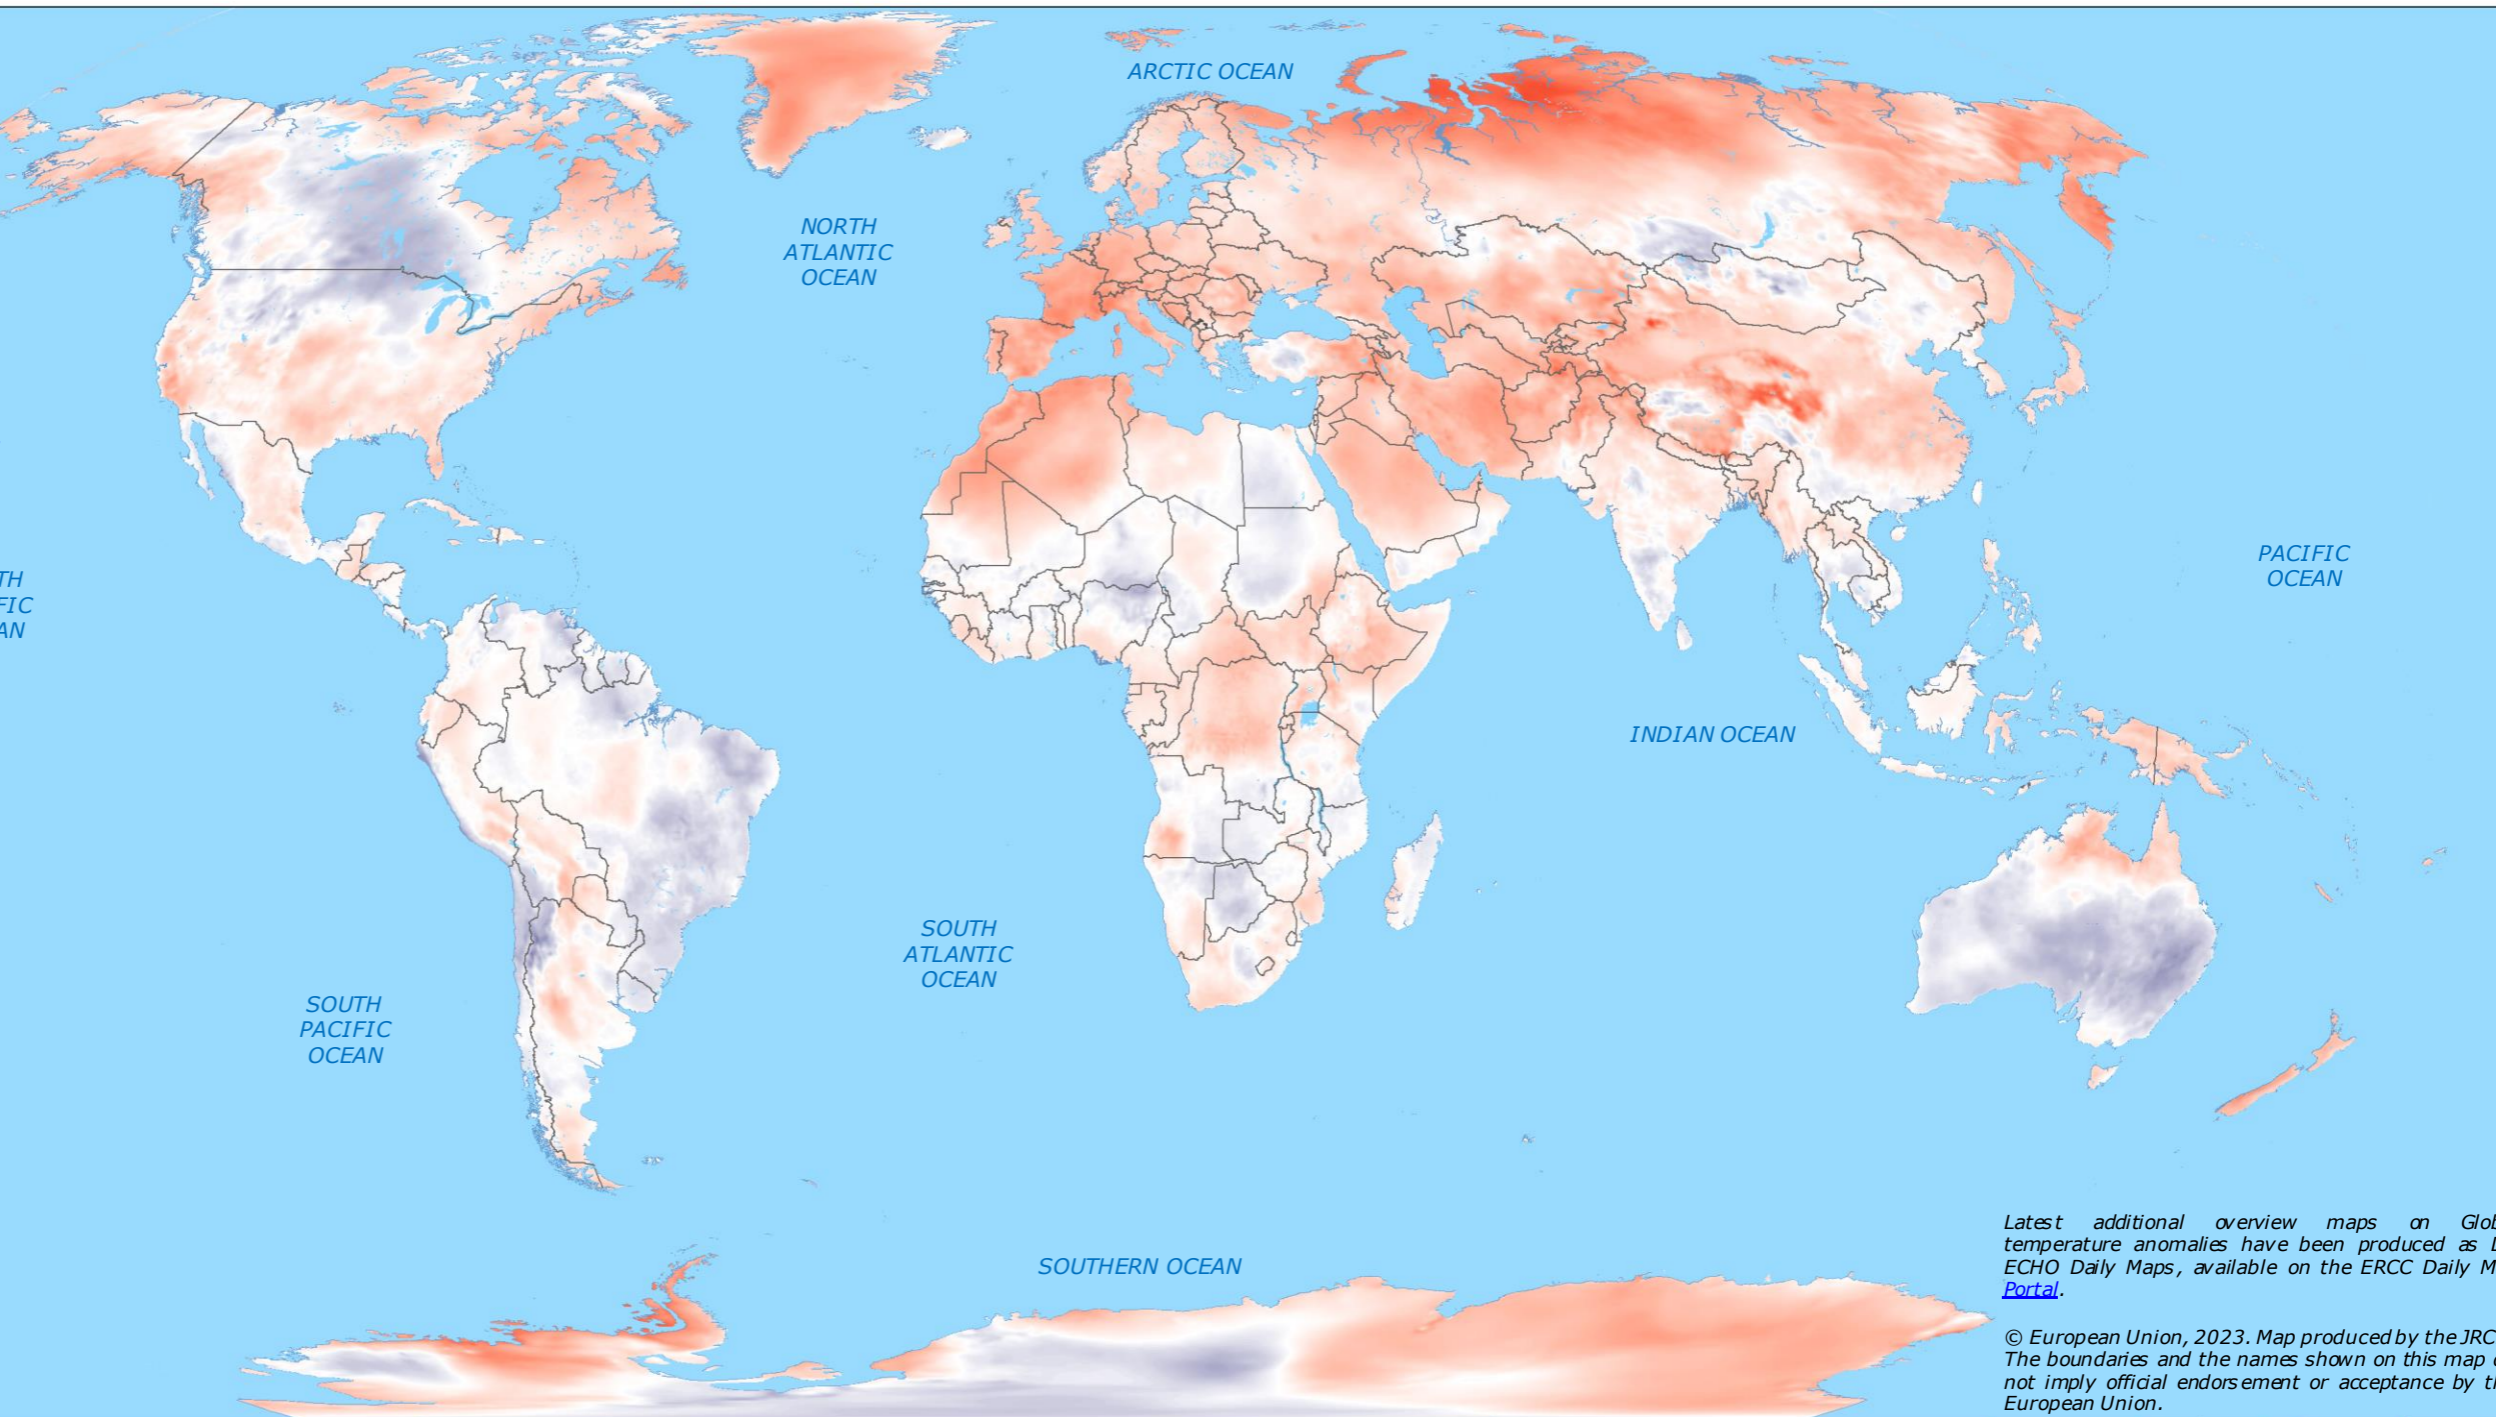 ARCTIC OCEAN
NORTH
ATLANTIC
OCEAN
PACIFIC
OCEAN
INDIAN OCEAN
SOUTH
ATLANTIC
OCEAN
SOUTH
PACIFIC
OCEAN
SOUTHERN OCEAN
Latest additional overview maps on
temperature anomalies have been produced as
ECHO Daily Maps, available on the ERCC Daily
Portal.
© European Union, 2023. Map produced by the JRC
The boundaries and the names shown on this map
not imply official endorsement or acceptance by
European Union.